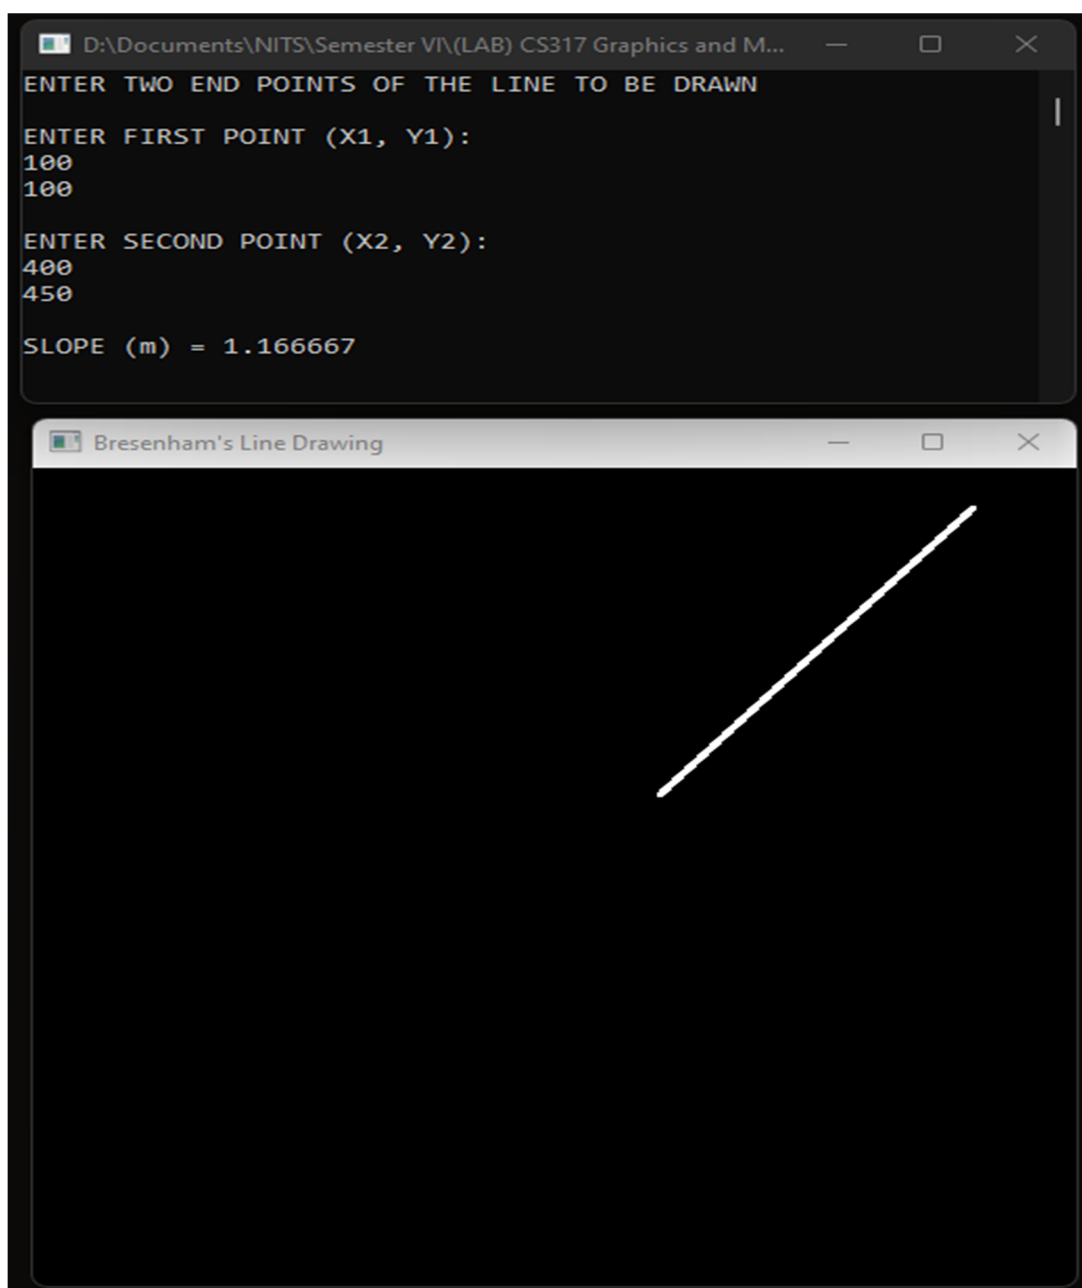 D:\Documents\NITS\Semester VI\(LAB) CS317 Graphics and M...
ENTER TWO END POINTS OF THE LINE TO BE DRAWN
ENTER FIRST POINT (X1, Y1):
100
100
ENTER SECOND POINT (X2, Y2):
400
450
SLOPE (m) = 1.166667
Bresenham's Line Drawing